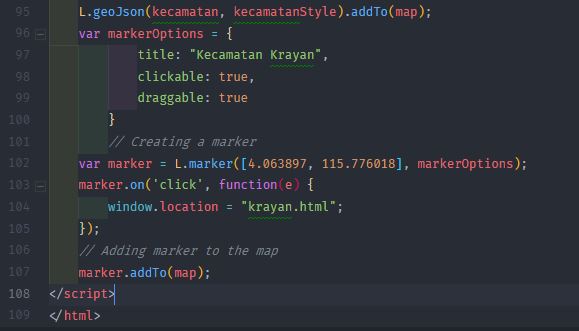 95 L.geoJson(kecamatan, kecamatanStyle).addTo(map);
96 var markerOptions = {
97 title: "Kecamatan Krayan",
98 clickable: true,
99 draggable: true
100 }
101 // Creating a marker
102 var marker = L.marker([4.063897, 115.776018], markerOptions);
103 marker.on('click', function(e) {
104 window.location = "krayan.html";
105 });
106 // Adding marker to the map
107 marker.addTo(map);
108 </script>
109 </html>